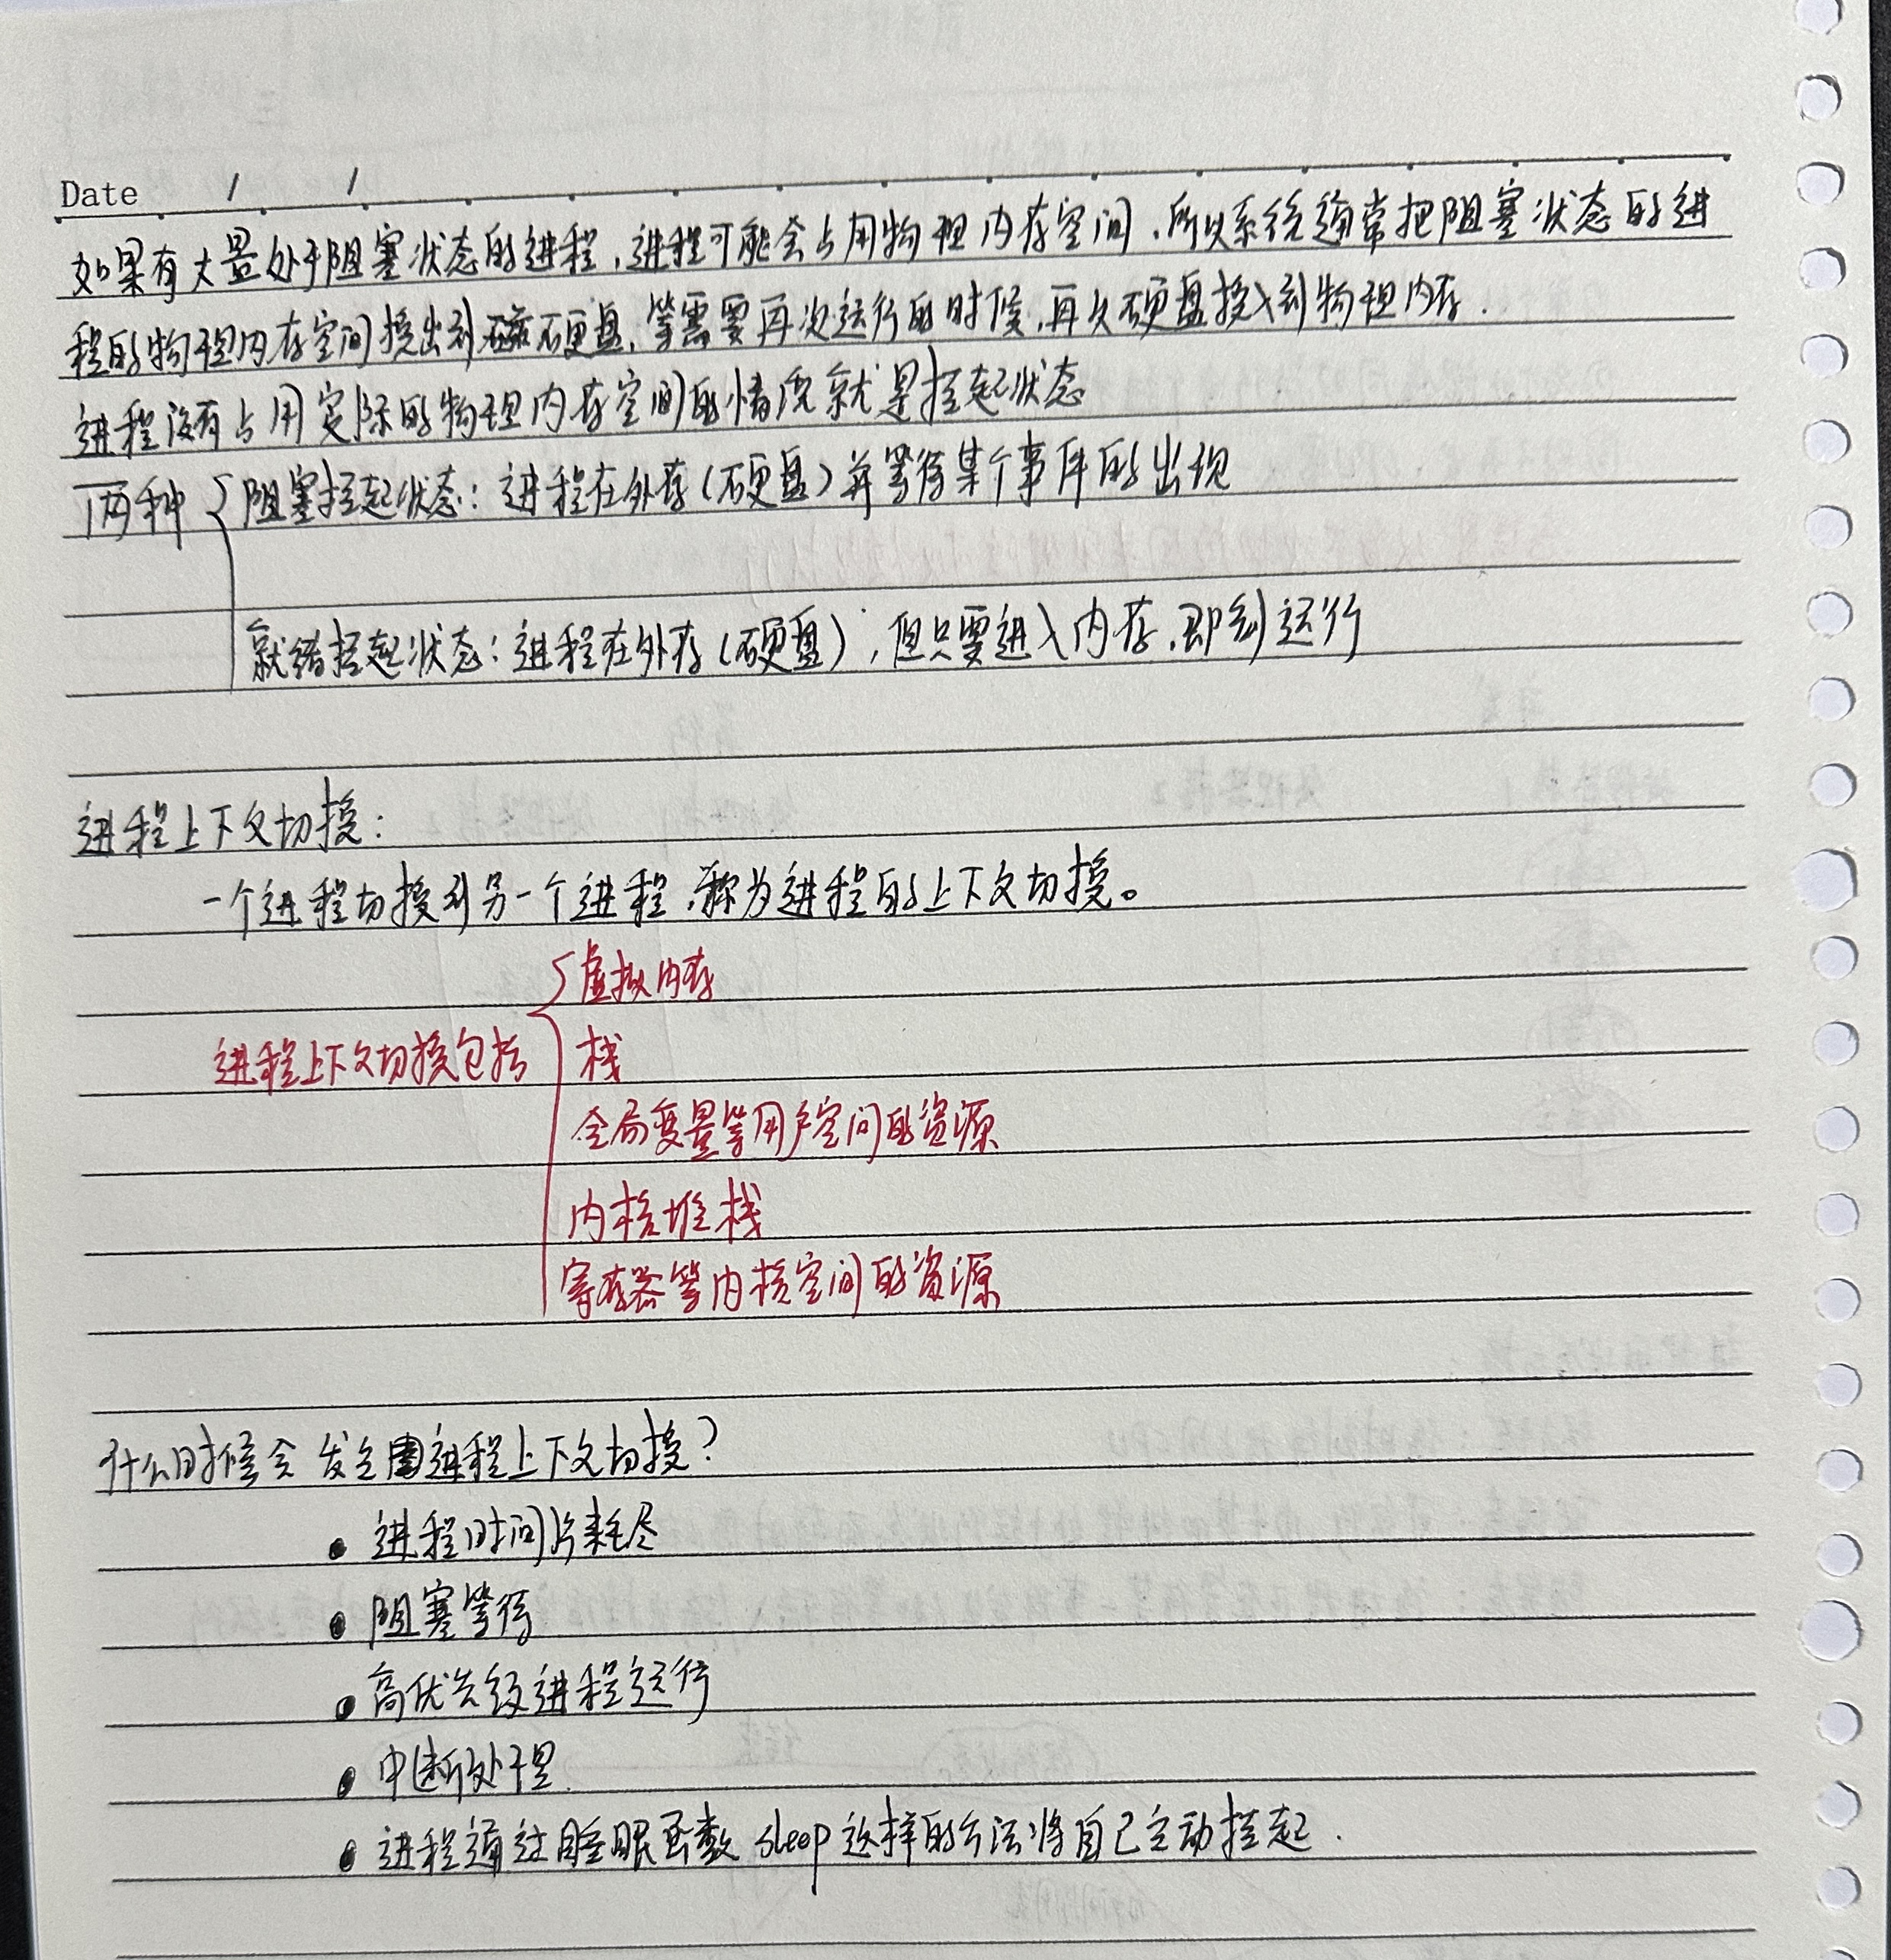 Date / /
如果有大量处于阻塞状态的进程,进程可能会占用物理内存空间,所以系统通常把阻塞状态的进
程的物理内存空间换出到硬盘,等需要再次运行的时候,再从硬盘换入到物理内存.
进程没有占用实际的物理内存空间的情况就是挂起状态
两种 阻塞挂起状态:进程在外存(硬盘)并等待某个事件的出现
就绪挂起状态:进程在外存(硬盘),但只要进入内存,即刻运行
进程上下文切换:
一个进程切换到另一个进程,称为进程的上下文切换。
虚拟内存
进程上下文切换包括 栈
全局变量等用户空间的资源
内核堆栈
寄存器等内核空间的资源
什么时候会发生进程上下文切换?
• 进程时间片耗尽
• 阻塞等待
• 高优先级进程运行
• 中断处理.
• 进程通过睡眠函数 sleep 这样的方法将自己主动挂起.